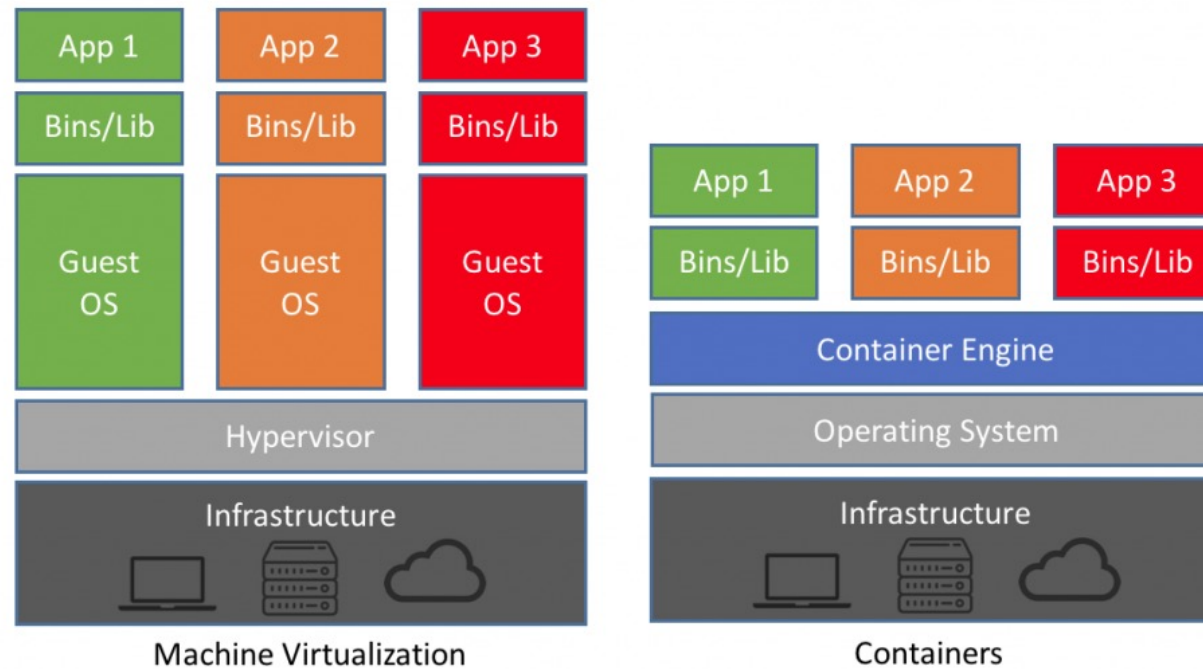 App 1
App 2
App 3
Bins/Lib
Bins/Lib
Bins/Lib
Guest
OS
Guest
OS
Guest
OS
Hypervisor
Infrastructure
Machine Virtualization
App 1
App 2
App 3
Bins/Lib
Bins/Lib
Bins/Lib
Container Engine
Operating System
Infrastructure
Containers